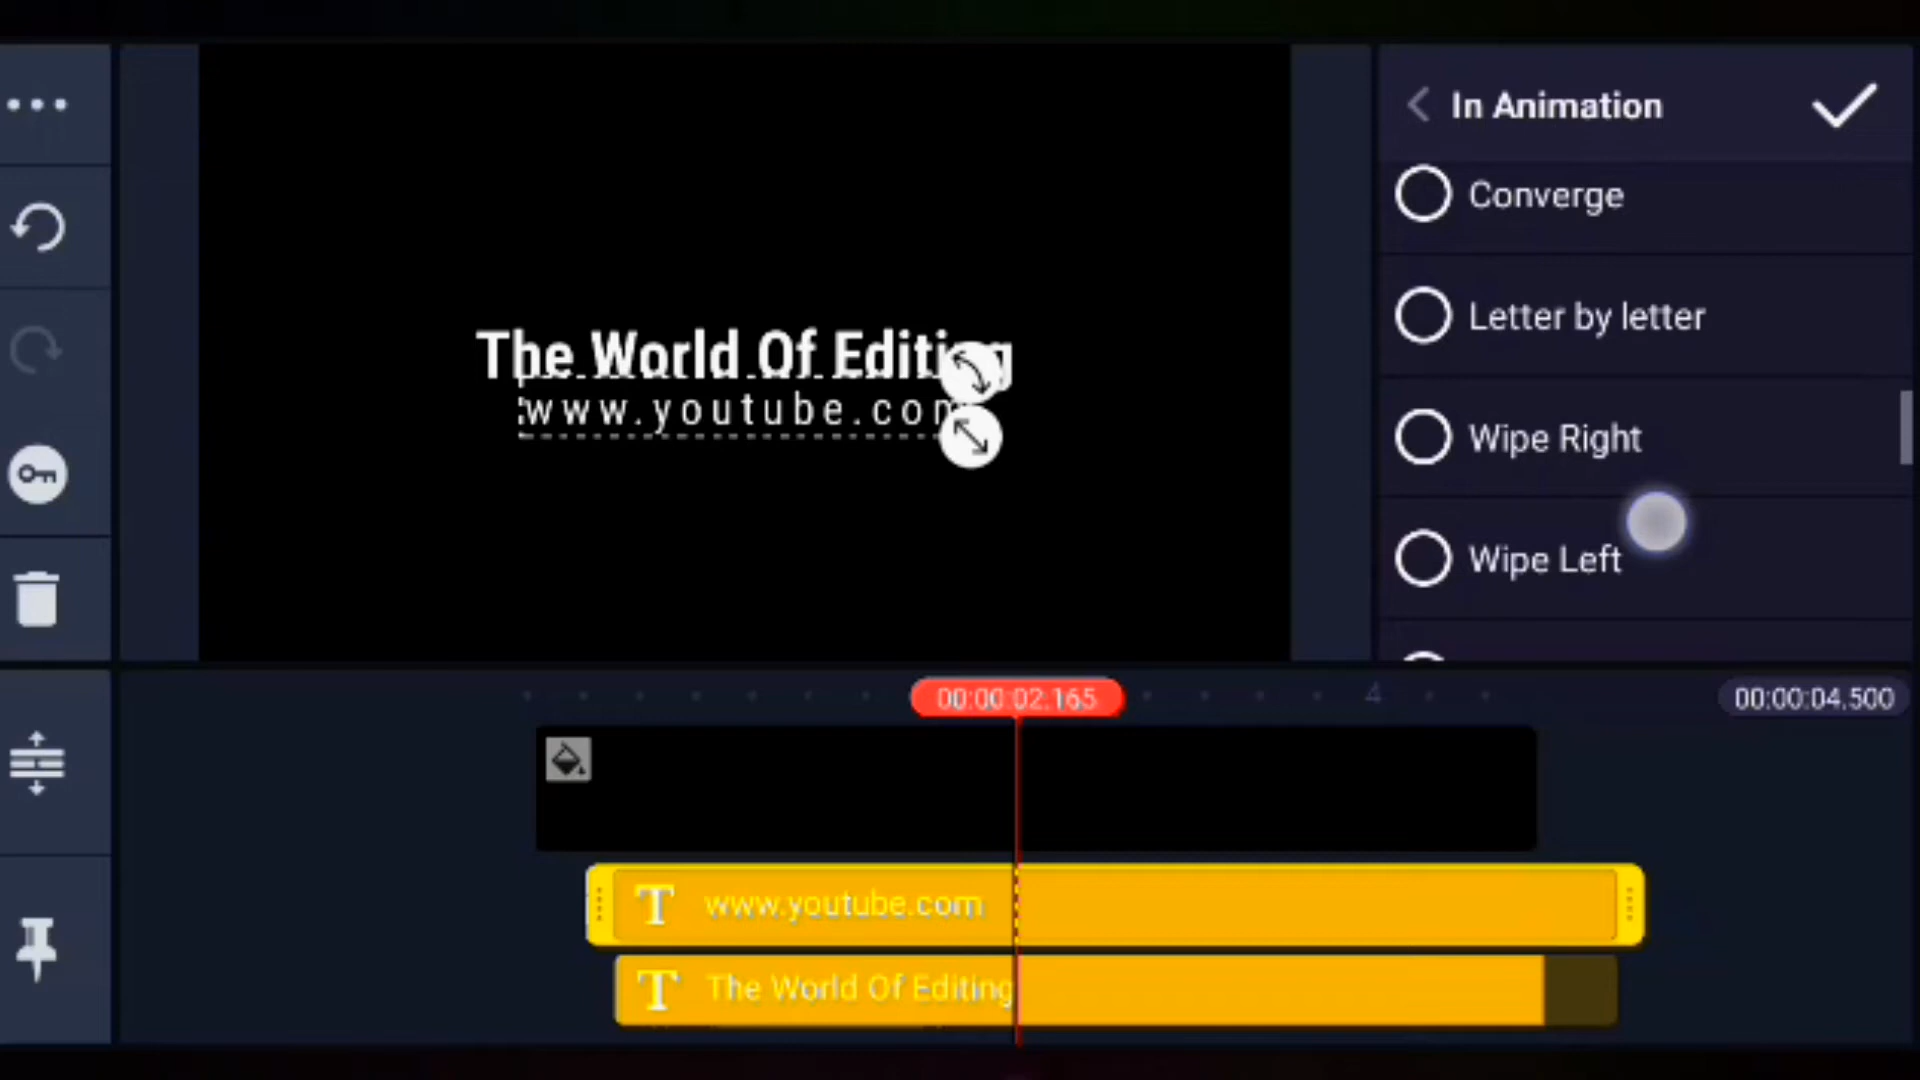 In Animation
Converge
Letter by letter
Wipe Right
Wipe Left
The World Of Editing
www.youtube.com
00:00:02.165
4
00:00:04.500
T www.youtube.com
T The World Of Editing